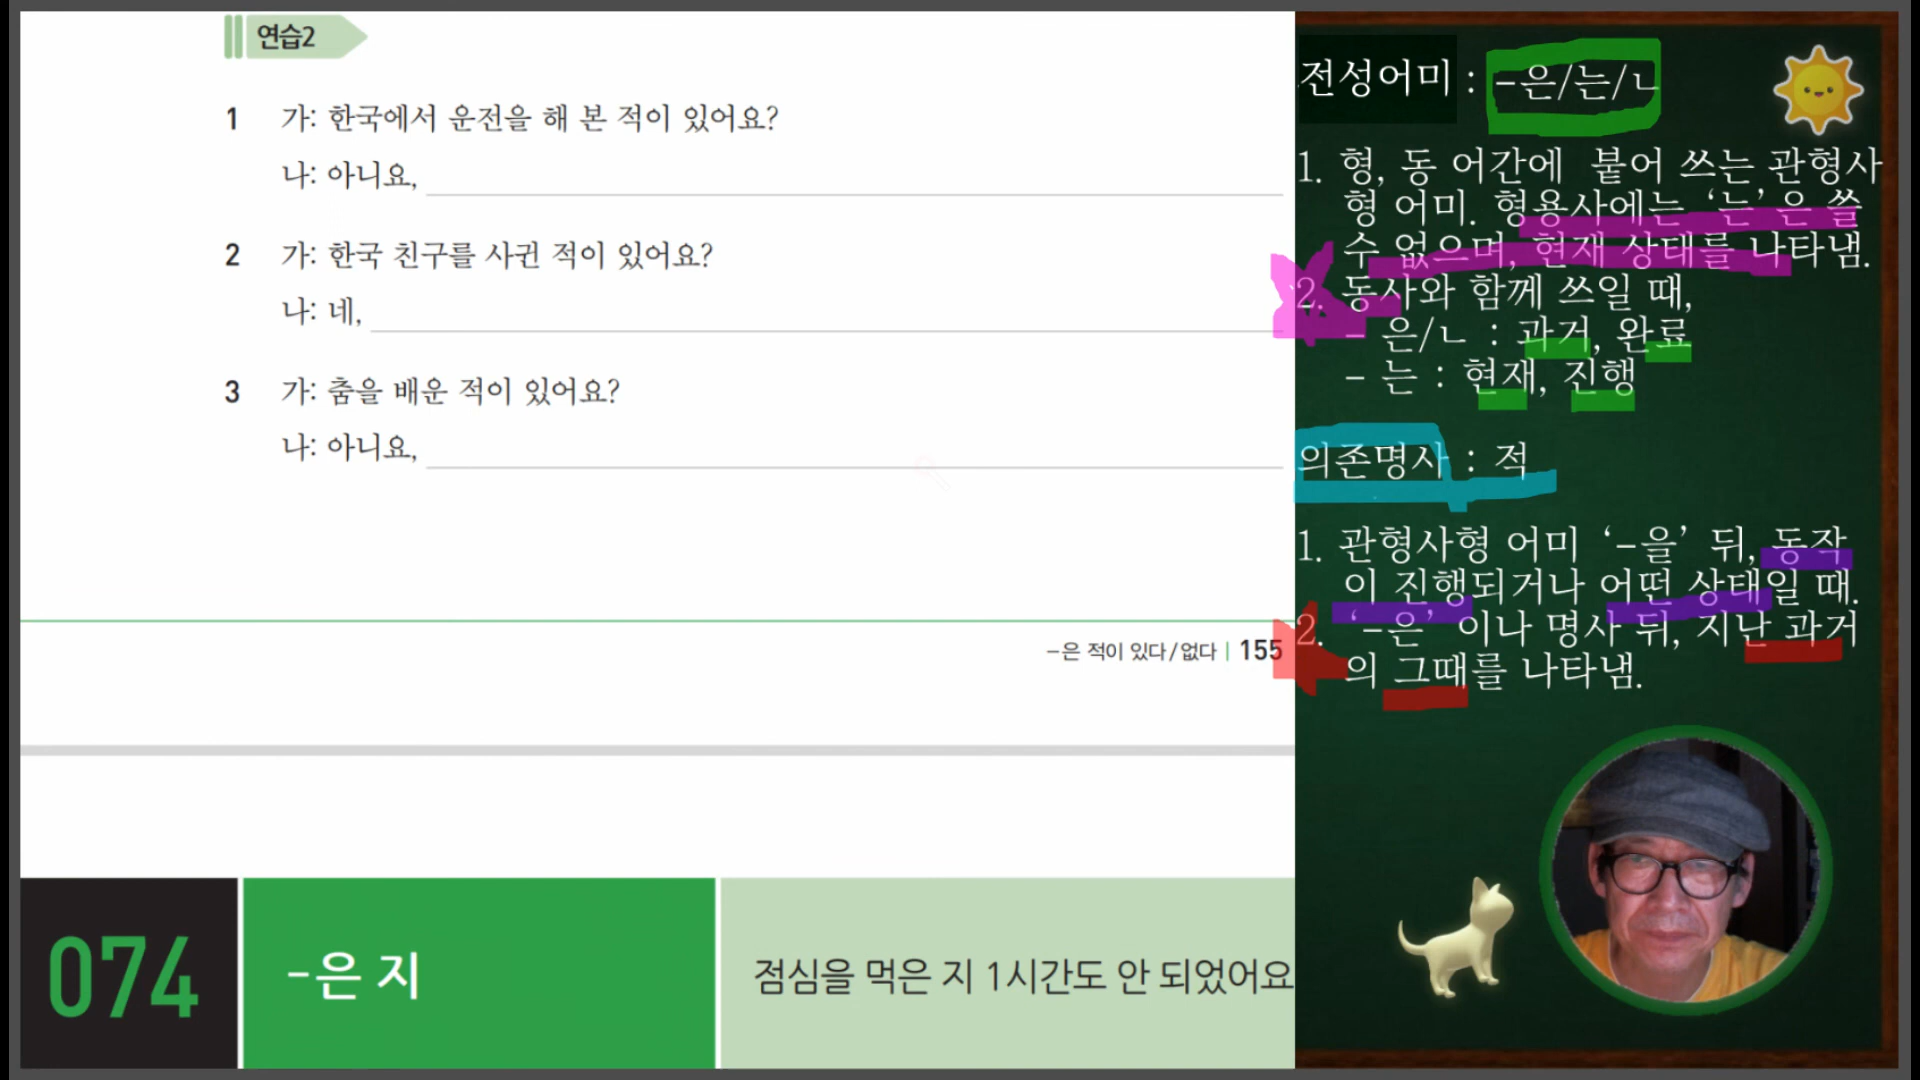 연습2
1 가: 한국에서 운전을 해 본 적이 있어요?
나: 아니요,
2 가: 한국 친구를 사귄 적이 있어요?
나: 네,
3 가: 춤을 배운 적이 있어요?
나: 아니요,
-은 적이 있다/없다 | 155
074 -은 지 점심을 먹은 지 1시간도 안 되었어요
전성어미 : -은/는/ㄴ
1. 형, 동 어간에 붙어 쓰는 관형사
형 어미. 형용사에는 ‘는’ 은 쓸
수 없으며, 현재 상태를 나타냄.
2. 동사와 함께 쓰일 때,
- 은/ㄴ : 과거, 완료
- 는 : 현재, 진행
의존명사 : 적
1. 관형사형 어미 ‘-을’ 뒤, 동작
이 진행되거나 어떤 상태일 때.
2. ‘-은’ 이나 명사 뒤, 지난 과거
의 그때를 나타냄.